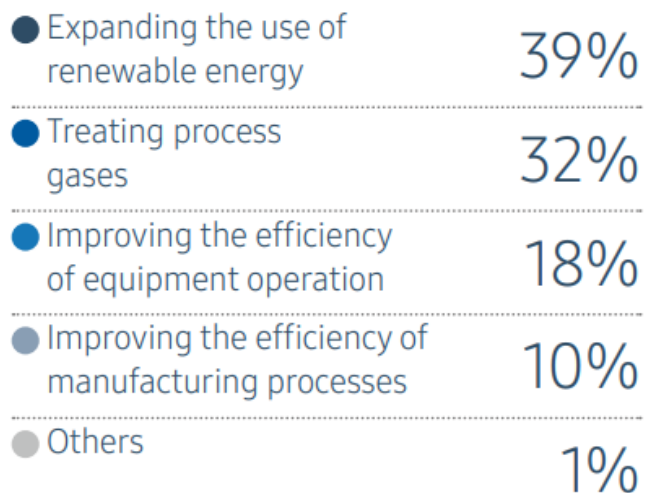 Expanding the use of
renewable energy
39%
Treating process
gases
32%
Improving the efficiency
of equipment operation
18%
Improving the efficiency of
manufacturing processes
10%
Others
1%